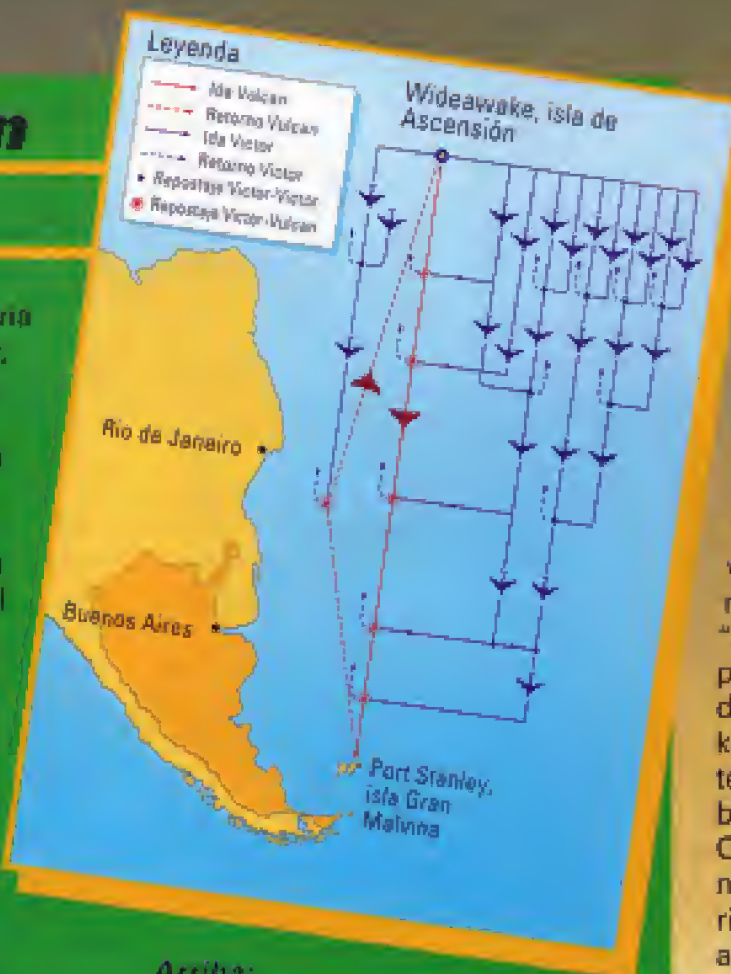 Leyenda
Ida Vulcan
Retorno Vulcan
Ida Victor
Retorno Victor
Repostaje Victor-Victor
Repostaje Victor-Vulcan
Wideawake, isla de
Ascensión
Rio de Janeiro
Buenos Aires
Port Stanley,
isla Gran
Malvina
Arriba: